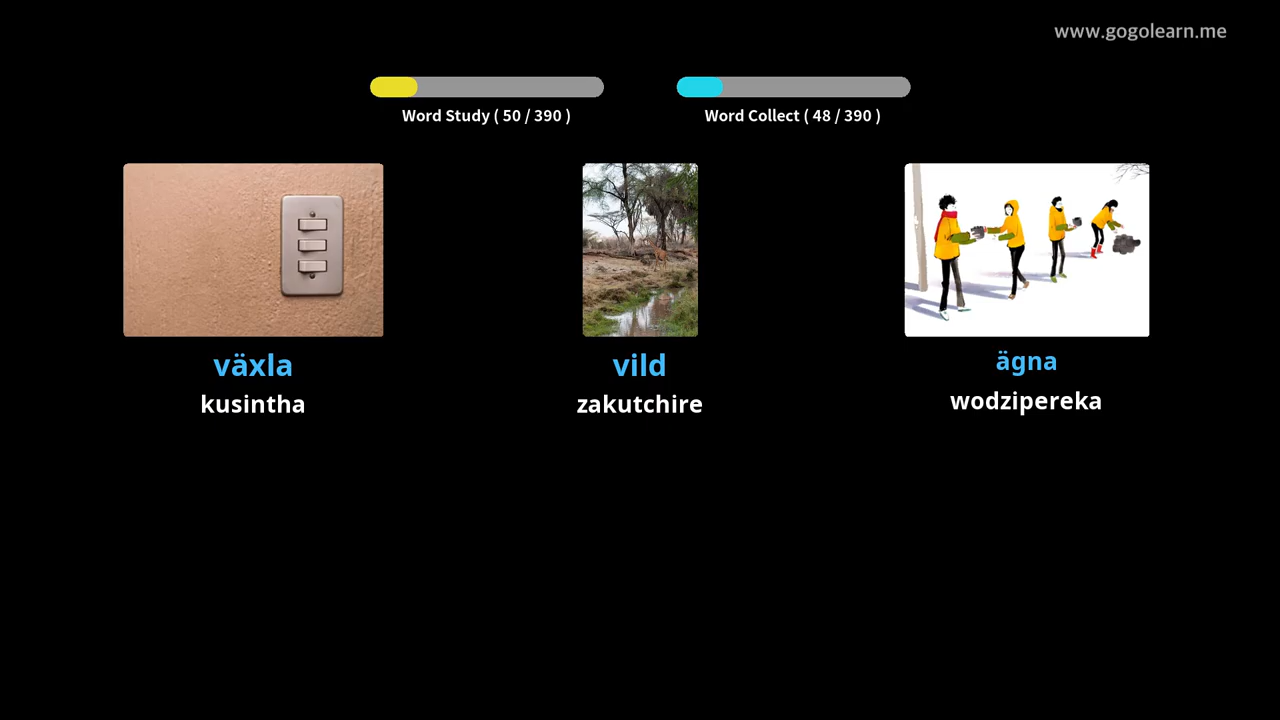 www.gogolearn.me
Word Study ( 50 / 390 )
Word Collect ( 48 / 390 )
växla
kusintha
vild
zakutchire
ägna
wodzipereka